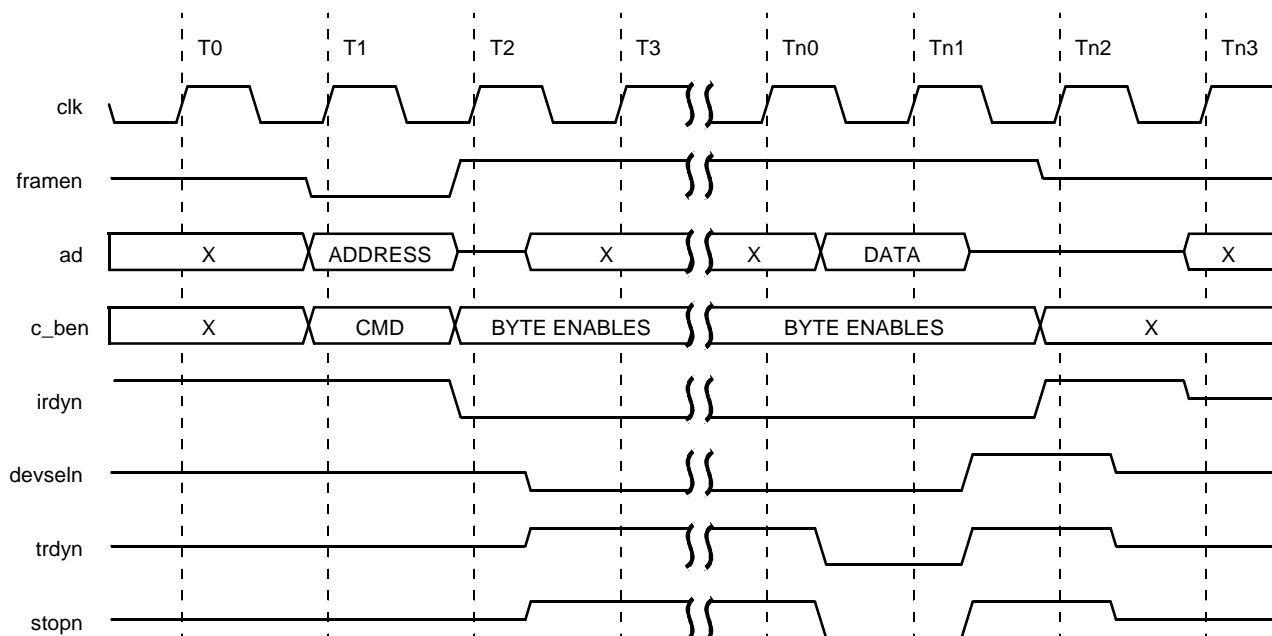 T0 T1 T2 T3 Tn0 Tn1 Tn2 Tn3
clk
framen
ad X ADDRESS X X DATA X
c_ben X CMD BYTE ENABLES BYTE ENABLES X
irdyn
devseln
trdyn
stopn